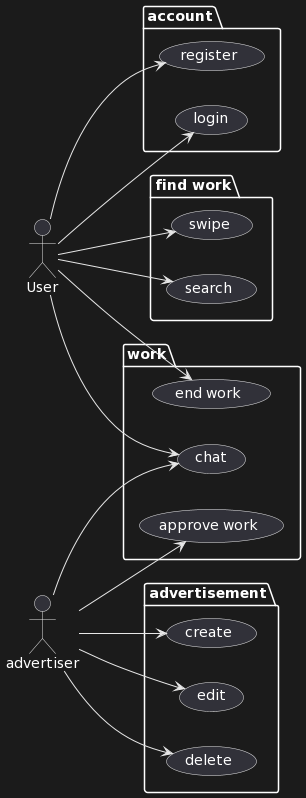 account
register
login
find work
swipe
search
User
work
end work
chat
approve work
advertisement
create
advertiser
edit
delete